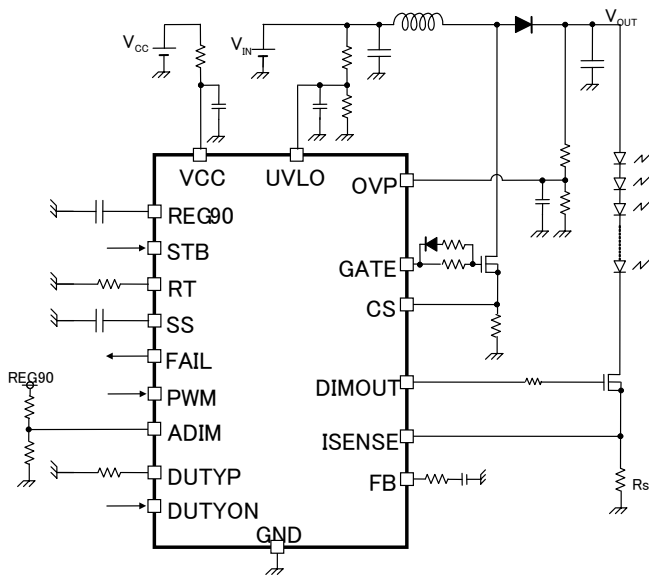 VCC
VIN
VOUT
VCC
UVLO
OVP
REG90
STB
GATE
RT
CS
SS
FAIL
REG90
PWM
DIMOUT
ADIM
ISENSE
DUTYP
FB
Rs
DUTYON
GND